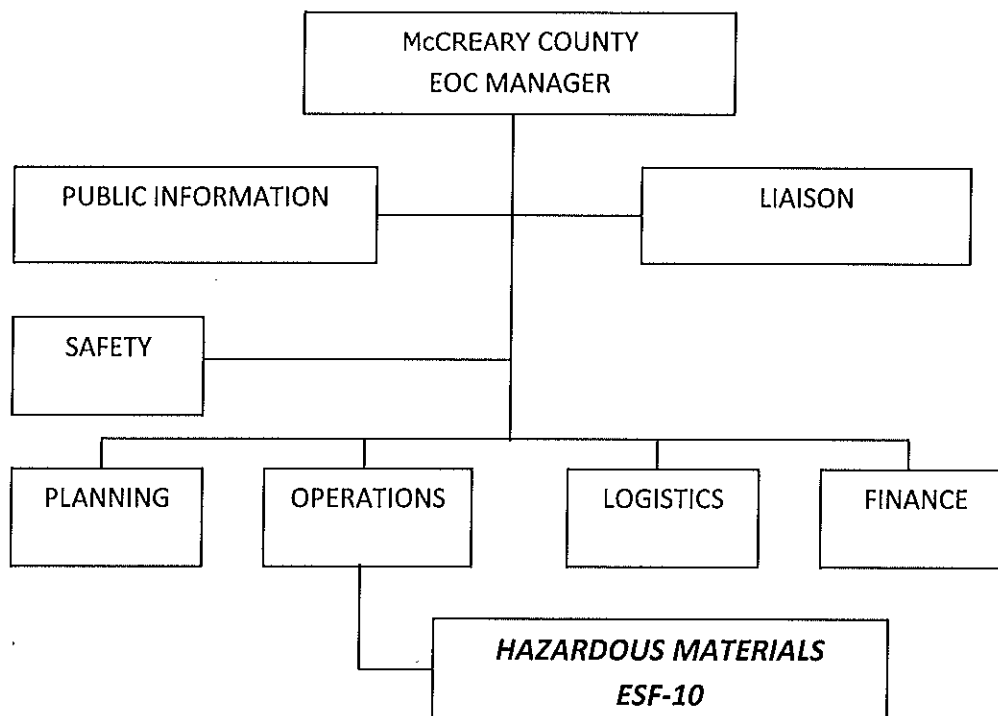 McCREARY COUNTY
EOC MANAGER
PUBLIC INFORMATION
LIAISON
SAFETY
PLANNING
OPERATIONS
LOGISTICS
FINANCE
HAZARDOUS MATERIALS
ESF-10